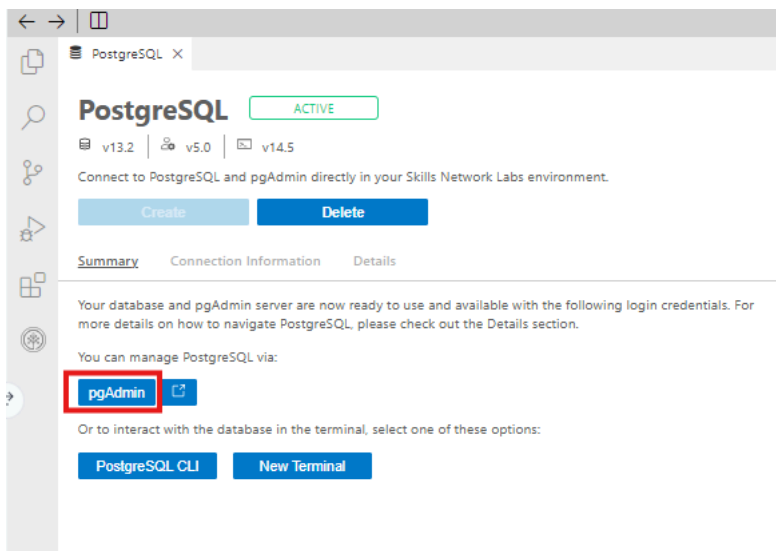 PostgreSQL
PostgreSQL ACTIVE
v13.2 v5.0 v14.5
Connect to PostgreSQL and pgAdmin directly in your Skills Network Labs environment.
Create Delete
Summary Connection Information Details
Your database and pgAdmin server are now ready to use and available with the following login credentials. For
more details on how to navigate PostgreSQL, please check out the Details section.
You can manage PostgreSQL via:
pgAdmin
Or to interact with the database in the terminal, select one of these options:
PostgreSQL CLI New Terminal